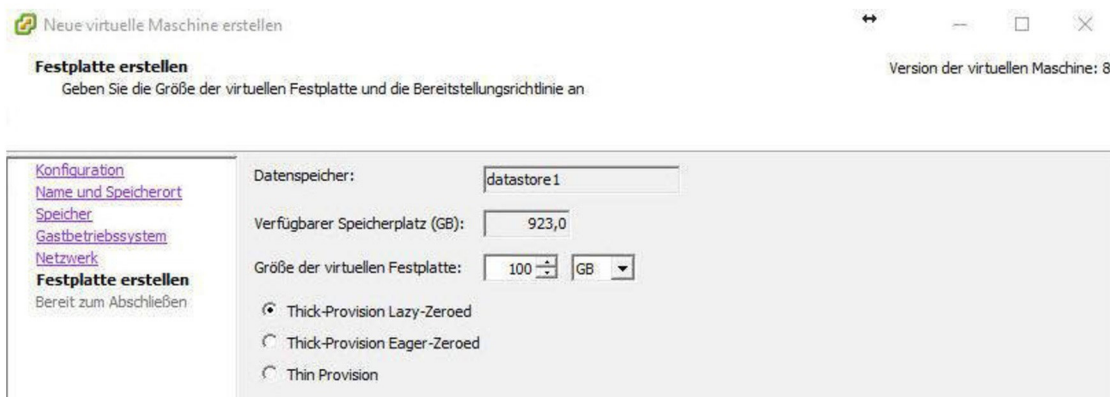 Neue virtuelle Maschine erstellen
Festplatte erstellen
Version der virtuellen Maschine: 8
Geben Sie die Größe der virtuellen Festplatte und die Bereitstellungsrichtlinie an
Konfiguration
Name und Speicherort
Speicher
Gastbetriebssystem
Netzwerk
Festplatte erstellen
Bereit zum Abschließen
Datenspeicher: datastore1
Verfügbarer Speicherplatz (GB): 923,0
Größe der virtuellen Festplatte: 100 GB
Thick-Provision Lazy-Zeroed
Thick-Provision Eager-Zeroed
Thin Provision